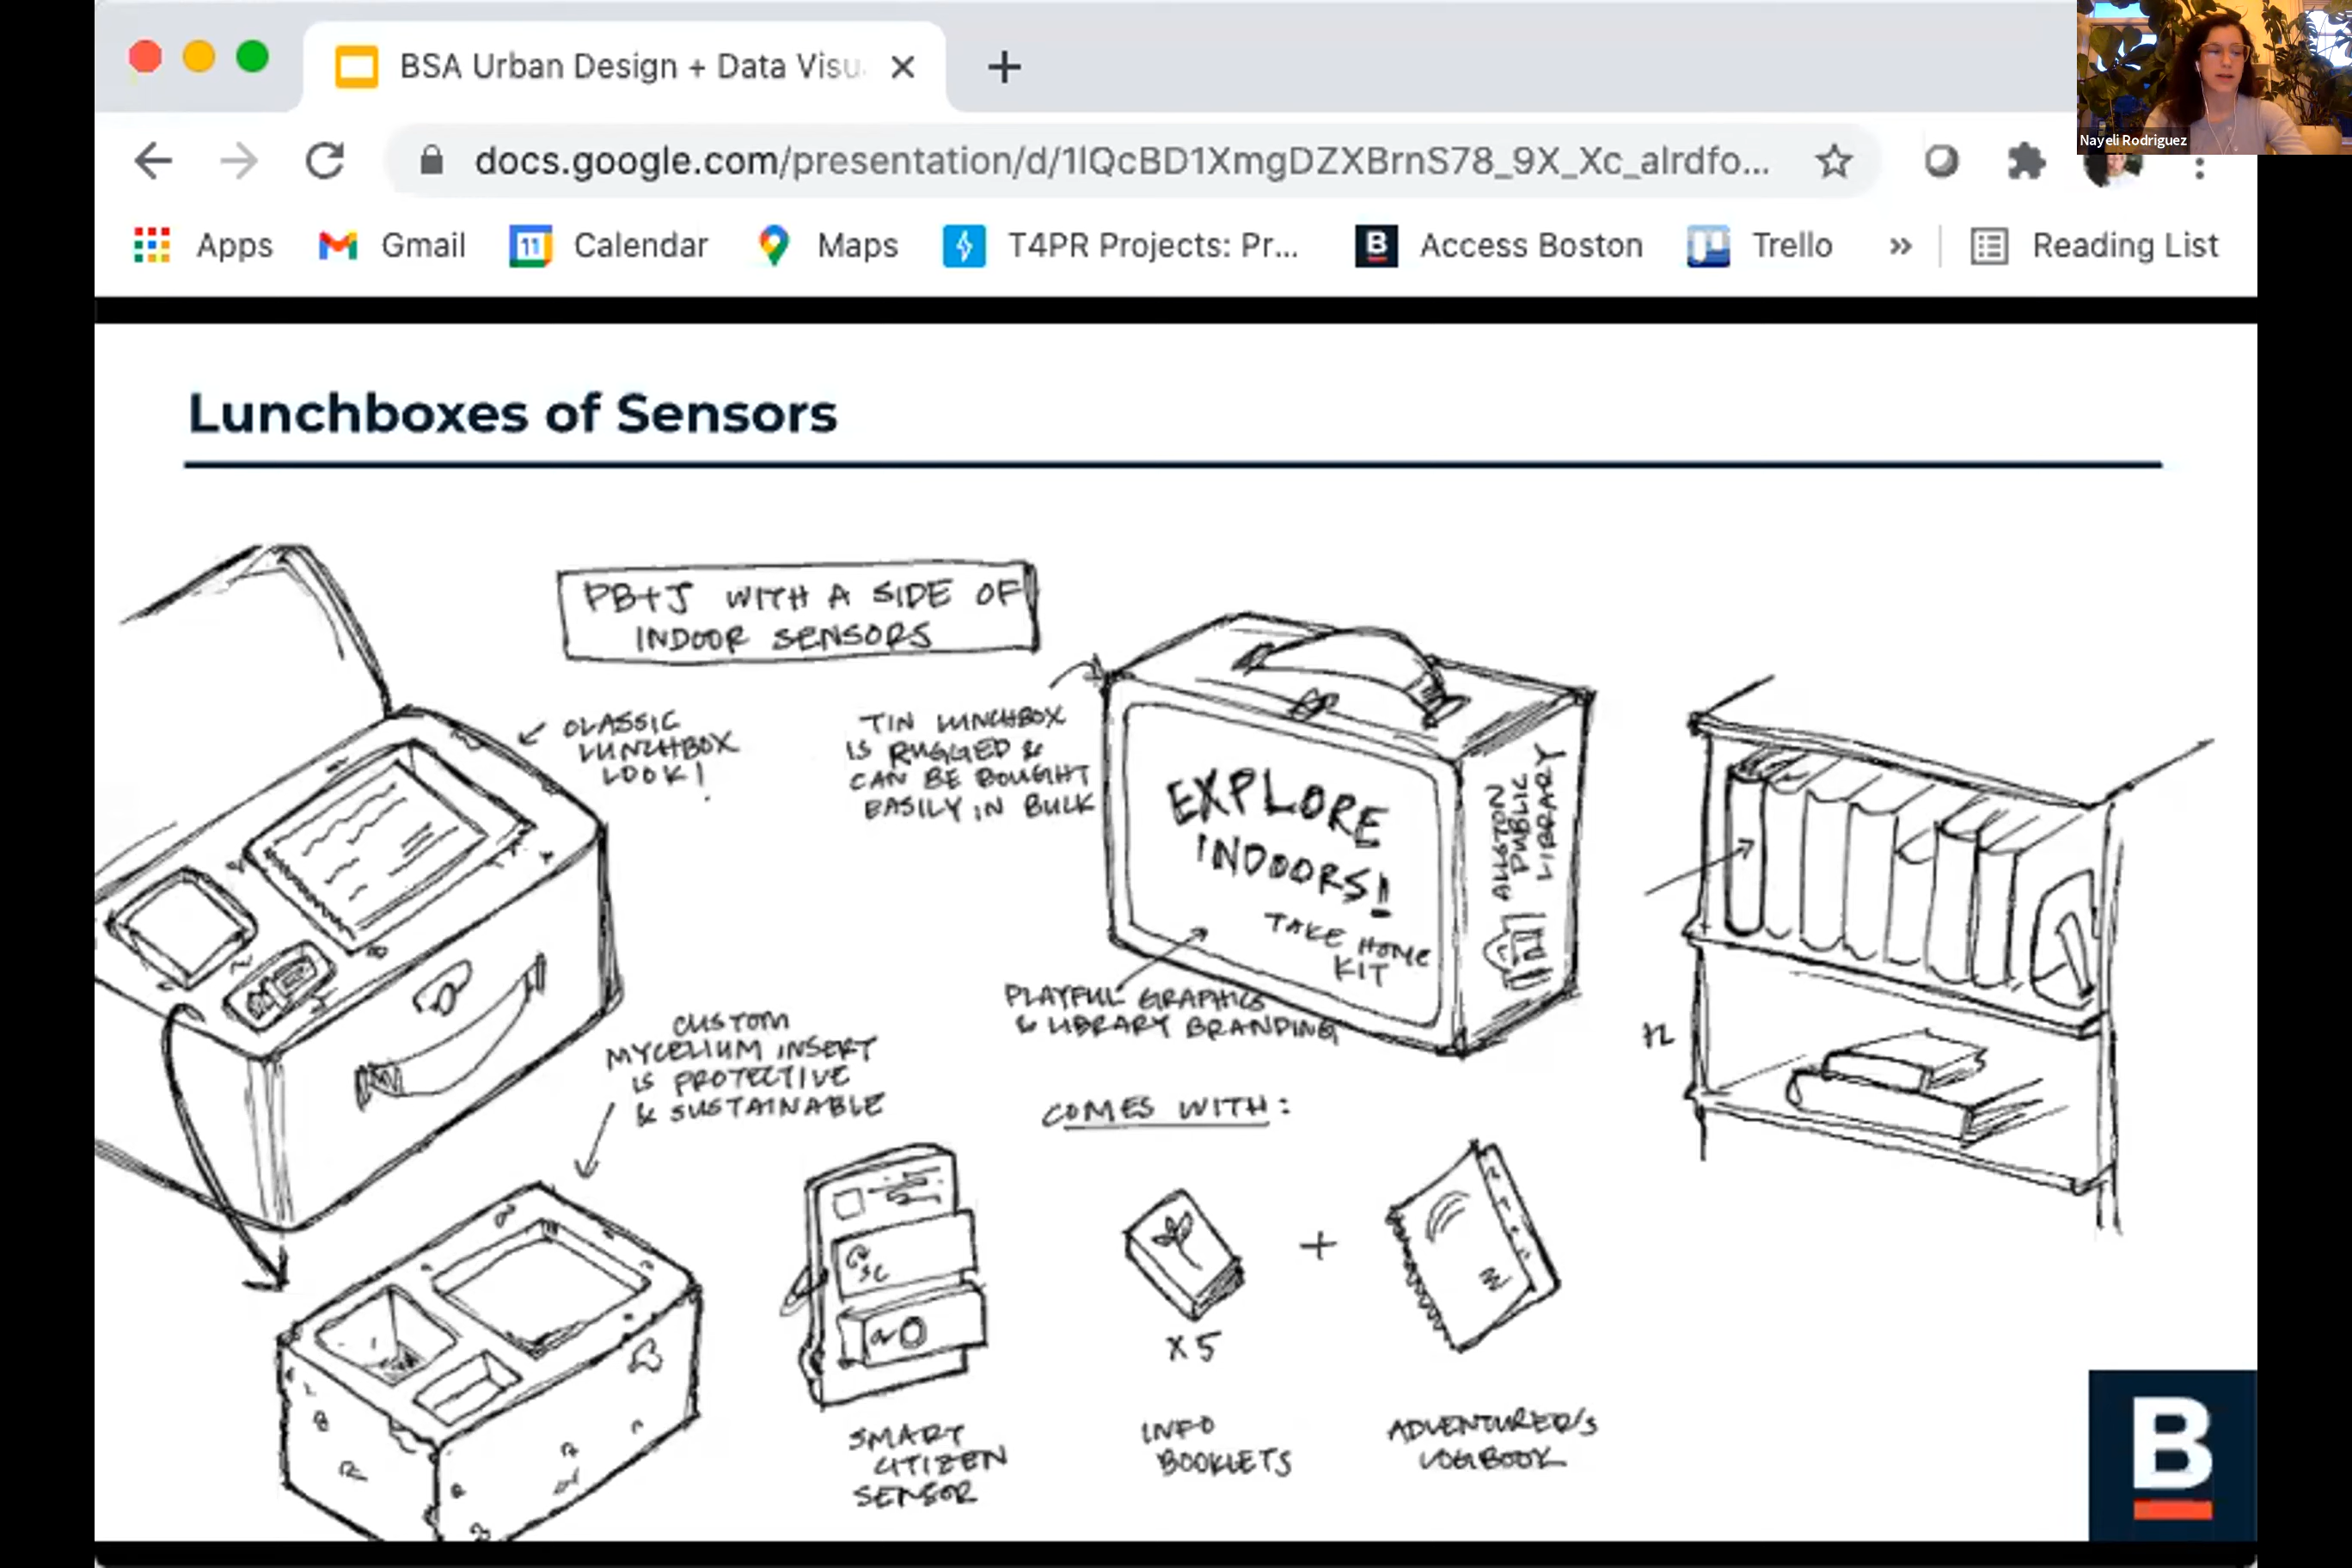 BSA Urban Design + Data Visu
docs.google.com/presentation/d/1lQcBD1XmgDZXBrnS78_9X_Xc_alrdfo...
Nayeli Rodriguez
Apps
Gmail
11
Calendar
Maps
T4PR Projects: Pr...
B
Access Boston
Trello
Reading List
Lunchboxes of Sensors
PB+J WITH A SIDE OF
INDOOR SENSORS
CLASSIC
LUNCHBOX
LOOK!
TIN LUNCHBOX
IS RUGGED &
CAN BE BOUGHT
EASILY IN BULK
EXPLORE
INDOORS!
TAKE HOME
KIT
PUBLIC
LIBRARY
PLAYFUL GRAPHICS
& LIBRARY BRANDING
CUSTOM
MYCELIUM INSERT
IS PROTECTIVE
& SUSTAINABLE
COMES WITH:
SC
+
X5
SMART
CITIZEN
SENSOR
INFO
BOOKLETS
ADVENTURER'S
LOGBOOK
B